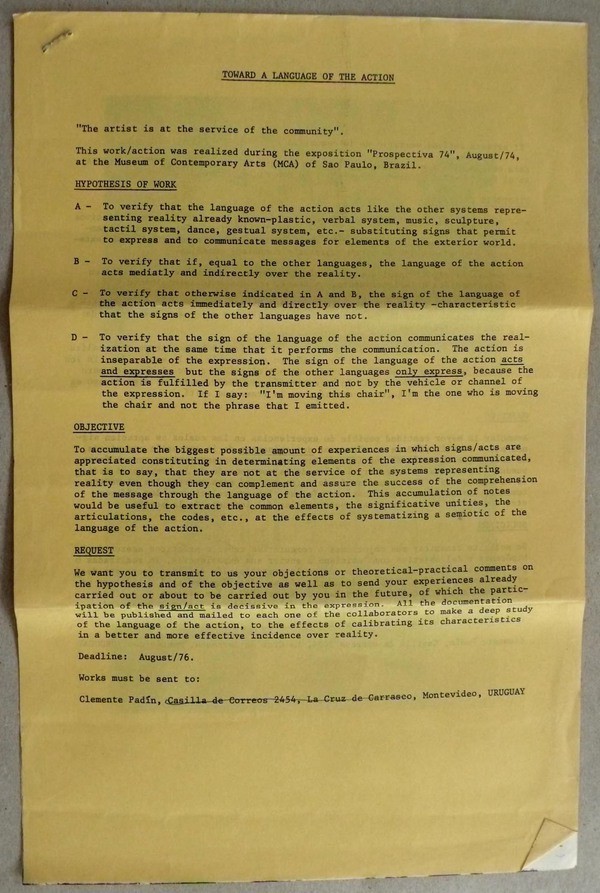 TOWARD A LANGUAGE OF THE ACTION
"The artist is at the service of the community".
This work/action was realized during the exposition "Prospectiva 74", August/74,
at the Museum of Contemporary Arts (MCA) of Sao Paulo, Brazil.
HYPOTHESIS OF WORK
A - To verify that the language of the action acts like the other systems repre-
senting reality already known-plastic, verbal system, music, sculpture,
tactil system, dance, gestual system, etc.- substituting signs that permit
to express and to communicate messages for elements of the exterior world.
B - To verify that if, equal to the other languages, the language of the action
acts mediatly and indirectly over the reality.
C - To verify that otherwise indicated in A and B, the sign of the language of
the action acts immediately and directly over the reality -characteristic
that the signs of the other languages have not.
D - To verify that the sign of the language of the action communicates the real-
ization at the same time that it performs the communication. The action is
inseparable of the expression. The sign of the language of the action acts
and expresses but the signs of the other languages only express, because the
action is fulfilled by the transmitter and not by the vehicle or channel of
the expression. If I say: "I'm moving this chair", I'm the one who is moving
the chair and not the phrase that I emitted.
OBJECTIVE
To accumulate the biggest possible amount of experiences in which signs/acts are
appreciated constituting in determinating elements of the expression communicated,
that is to say, that they are not at the service of the systems representing
reality even though they can complement and assure the success of the comprehension
of the message through the language of the action. This accumulation of notes
would be useful to extract the common elements, the significative unities, the
articulations, the codes, etc., at the effects of systematizing a semiotic of the
language of the action.
REQUEST
We want you to transmit to us your objections or theoretical-practical comments on
the hypothesis and of the objective as well as to send your experiences already
carried out or about to be carried out by you in the future, of which the partic-
ipation of the sign/act is decissive in the expression. All the documentation
will be published and mailed to each one of the collaborators to make a deep study
of the language of the action, to the effects of calibrating its characteristics
in a better and more effective incidence over reality.
Deadline: August/76.
Works must be sent to:
Clemente Padín, Casilla de Correos 2454, La Cruz de Carrasco, Montevideo, URUGUAY